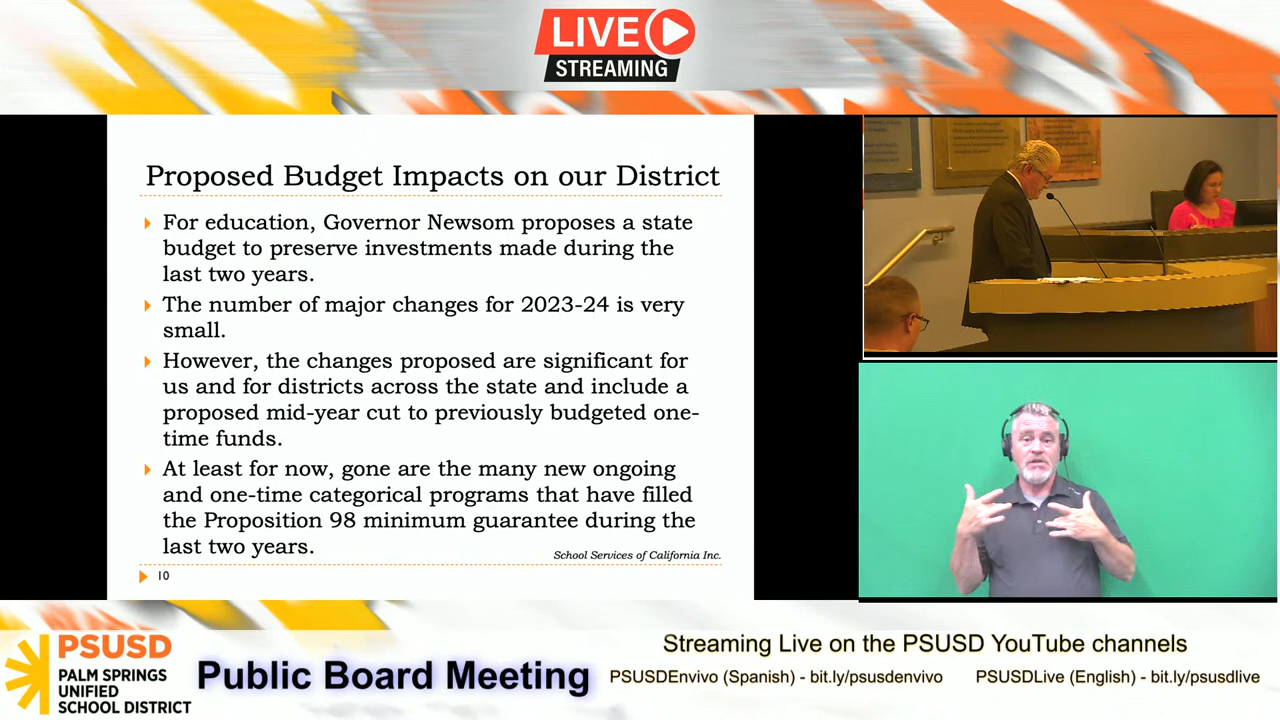 LIVE
STREAMING
Proposed Budget Impacts on our District
For education, Governor Newsom proposes a state
budget to preserve investments made during the
last two years.
The number of major changes for 2023-24 is very
small.
However, the changes proposed are significant for
us and for districts across the state and include a
proposed mid-year cut to previously budgeted one-
time funds.
At least for now, gone are the many new ongoing
and one-time categorical programs that have filled
the Proposition 98 minimum guarantee during the
last two years.
School Services of California Inc.
10
PSUSD
PALM SPRINGS
UNIFIED
SCHOOL DISTRICT
Public Board Meeting
Streaming Live on the PSUSD YouTube channels
PSUSDEnvivo (Spanish) - bit.ly/psusdenvivo
PSUSDLive (English) - bit.ly/psusdlive